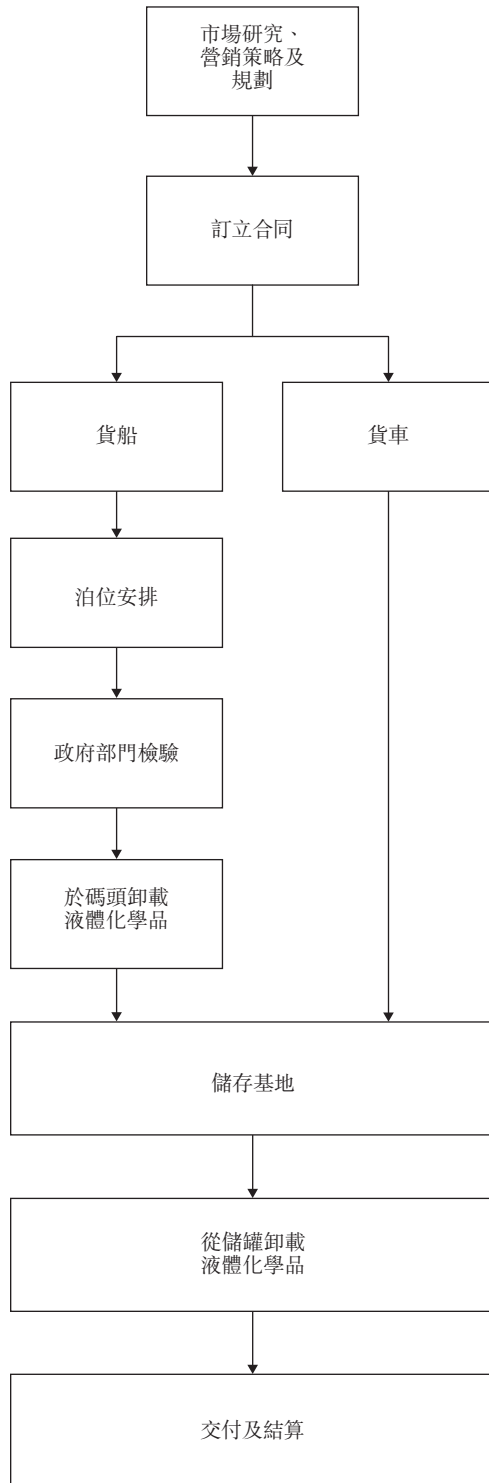 市場研究、
營銷策略及
規劃
訂立合同
貨船
貨車
泊位安排
政府部門檢驗
於碼頭卸載
液體化學品
儲存基地
從儲罐卸載
液體化學品
交付及結算